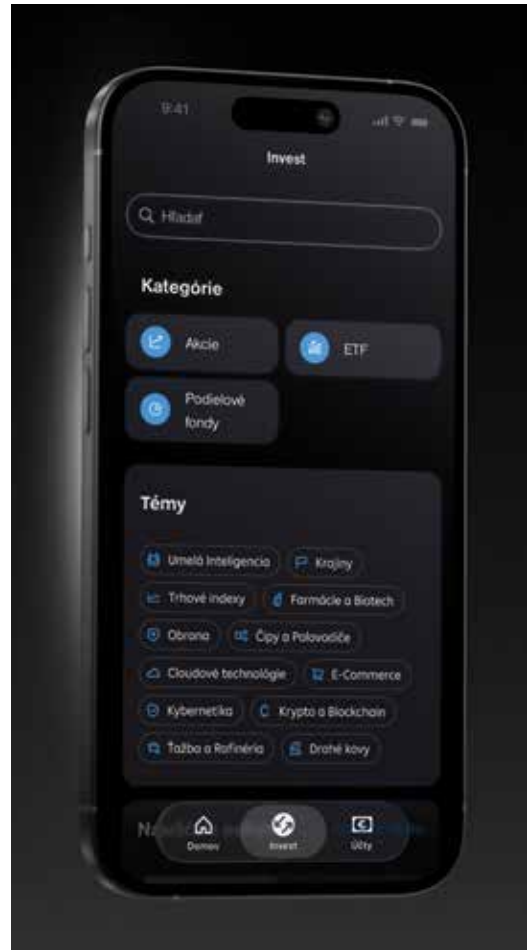 9:41
Invest
Hľadať
Kategórie
Akcie
ETF
Podielové
fondy
Témy
Umelá Inteligencia
Krajiny
Trhové indexy
Farmácie a Biotech
Obrana
Čipy a Polovodiče
Cloudové technológie
E-Commerce
Kybernetika
Krypto a Blockchain
Ťažba a Rafinéria
Drahé kovy
Domov
Invest
Účty